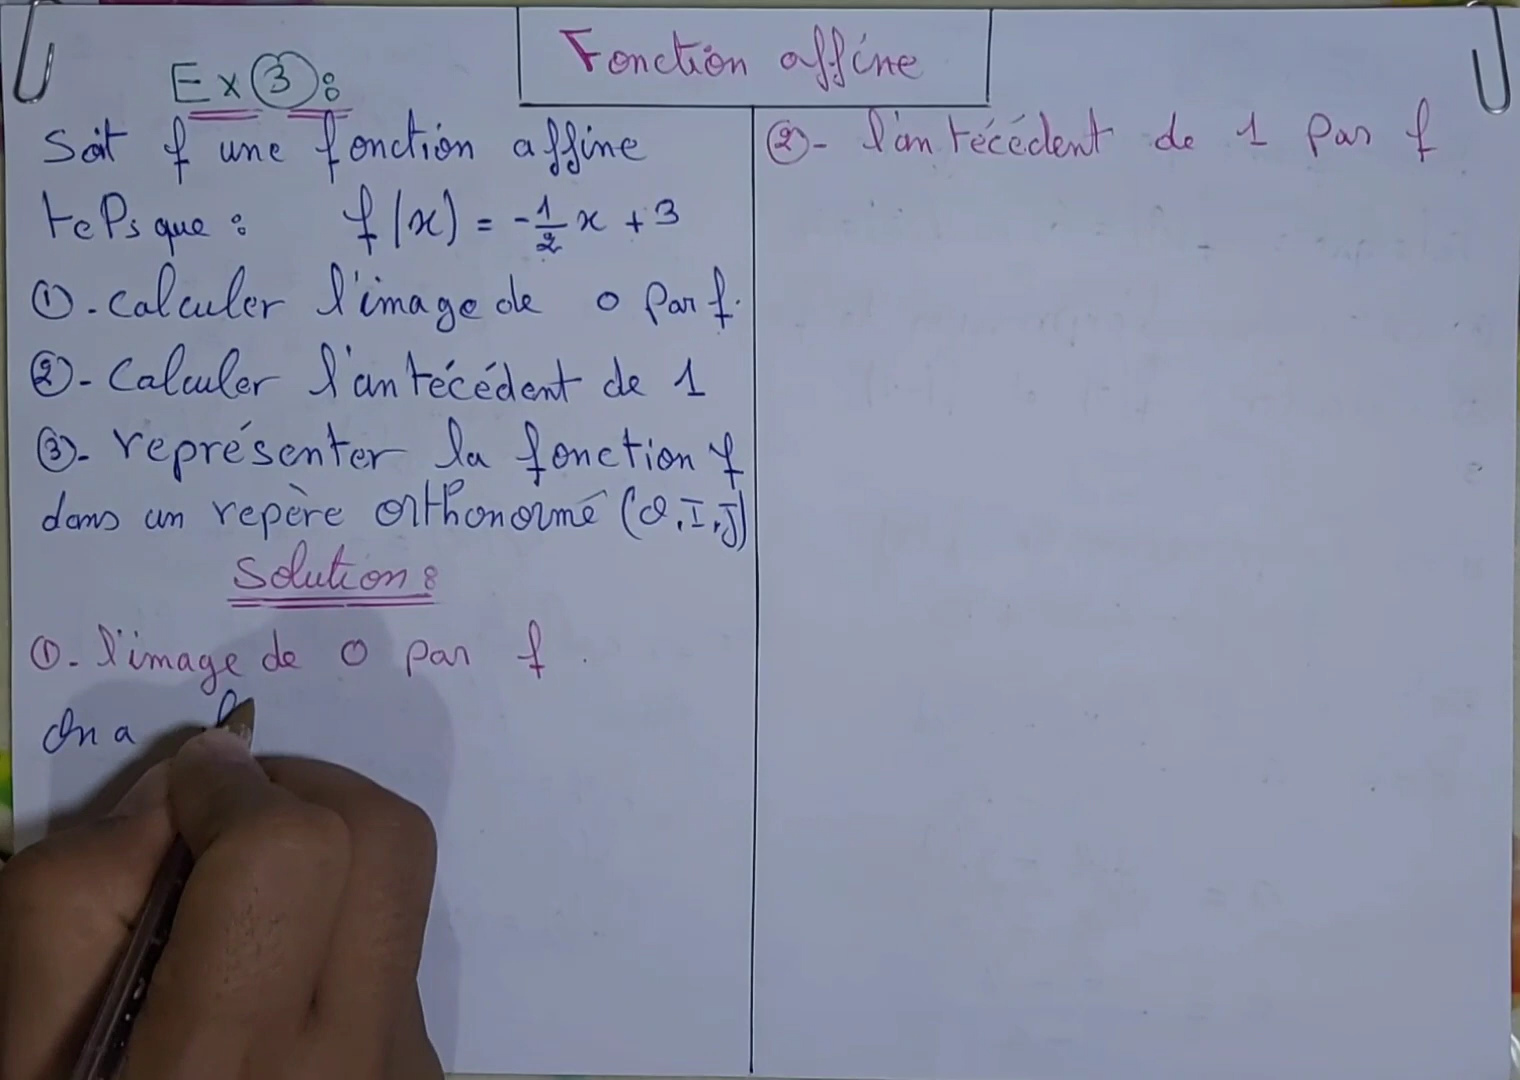 Fonction affine
Ex 3 :
Soit f une fonction affine
tels que : f(x) = -1/2 x + 3
①. calculer l'image de 0 par f.
②- Calculer l'antécédent de 1
③- représenter la fonction f
dans un repère orthonormé (O,I,J)
Solution :
①- l'image de 0 par f.
On a
②- l'antécédent de 1 par f